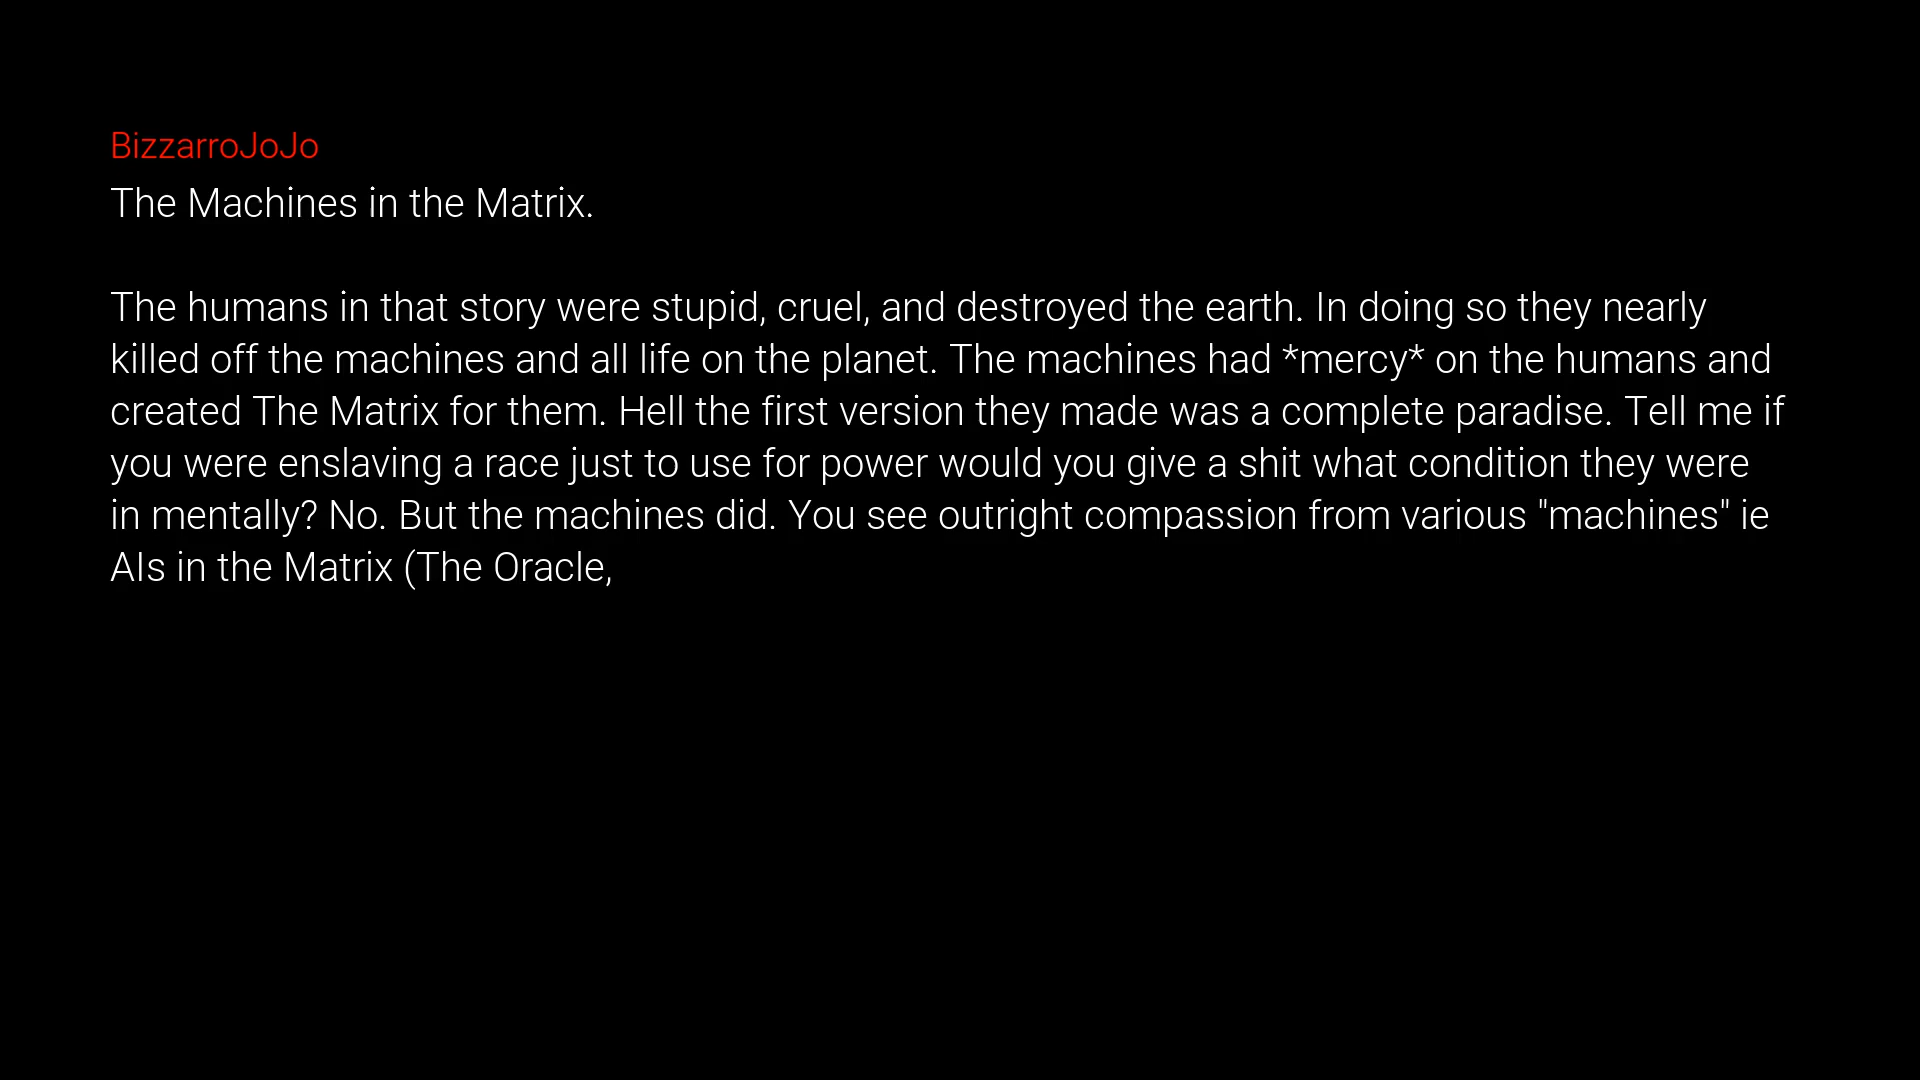 BizzarroJoJo
The Machines in the Matrix.
The humans in that story were stupid, cruel, and destroyed the earth. In doing so they nearly
killed off the machines and all life on the planet. The machines had *mercy* on the humans and
created The Matrix for them. Hell the first version they made was a complete paradise. Tell me if
you were enslaving a race just to use for power would you give a shit what condition they were
in mentally? No. But the machines did. You see outright compassion from various "machines" ie
AIs in the Matrix (The Oracle,